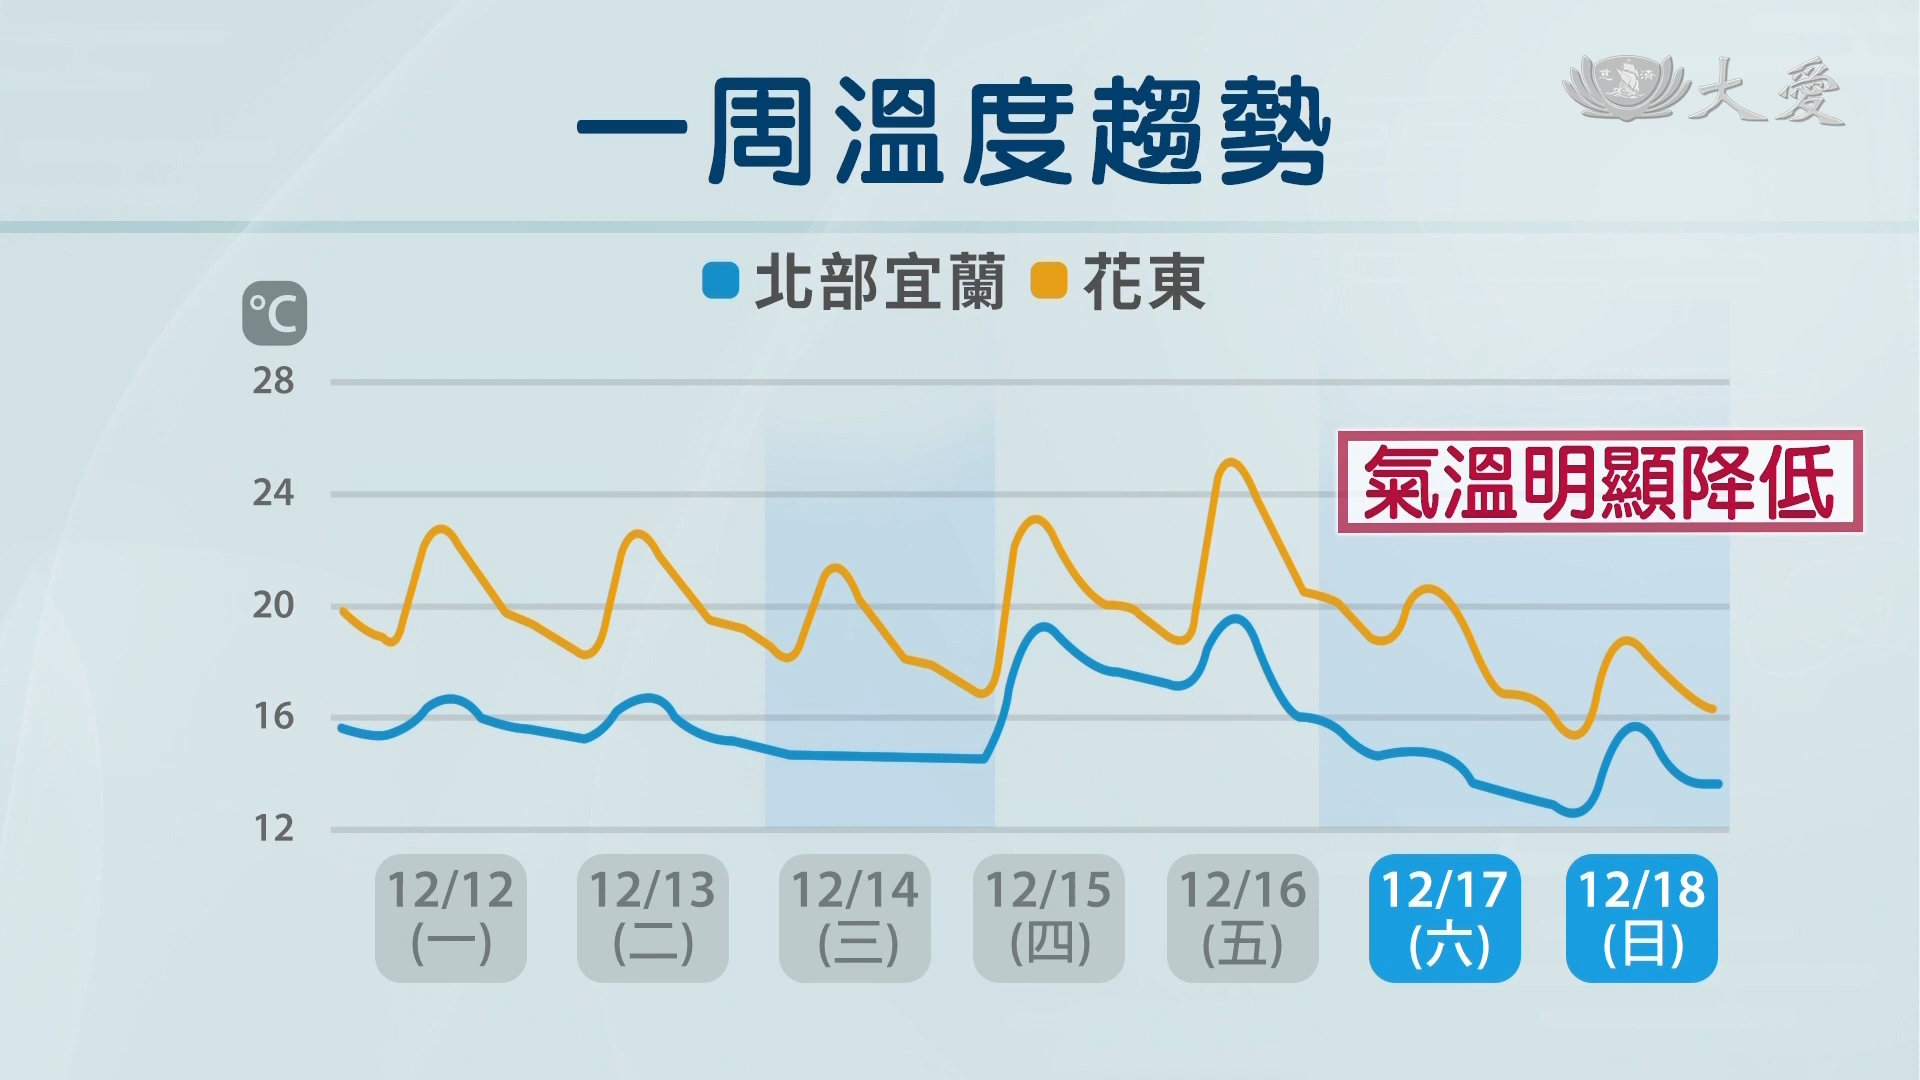 一周溫度趨勢
慈濟 大愛
北部宜蘭 花東
°C
28
24
氣溫明顯降低
20
16
12
12/12 12/13 12/14 12/15 12/16 12/17 12/18
(一) (二) (三) (四) (五) (六) (日)